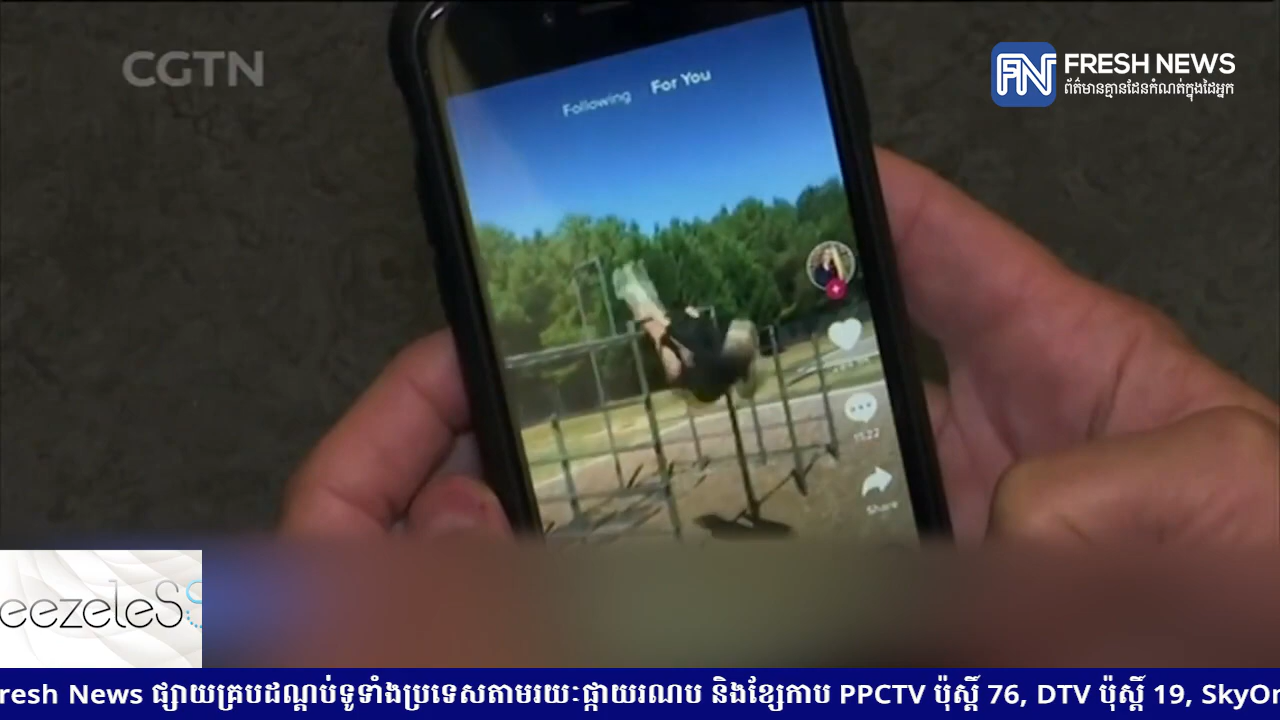 CGTN
FRESH NEWS
ព័ត៌មានគ្មានដែនកំណត់ក្នុងដៃអ្នក
Following For You
1522
Share
eezeleSS
resh News ផ្សាយគ្របដណ្តប់ទូទាំងប្រទេសតាមរយៈផ្កាយរណប និងខ្សែកាប PPCTV ប៉ុស្តិ៍ 76, DTV ប៉ុស្តិ៍ 19, SkyOn